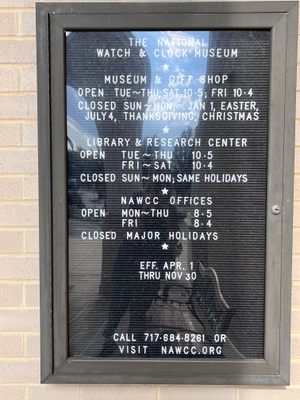 THE NATIONAL
WATCH & CLOCK MUSEUM
MUSEUM & GIFT SHOP
OPEN TUE~THU, SAT 10-5; FRI 10-4
CLOSED SUN~MON; JAN 1, EASTER,
JULY4, THANKSGIVING, CHRISTMAS
LIBRARY & RESEARCH CENTER
OPEN TUE~THU 10-5
FRI~SAT 10-4
CLOSED SUN~MON; SAME HOLIDAYS
NAWCC OFFICES
OPEN MON~THU 8-5
FRI 8-4
CLOSED MAJOR HOLIDAYS
EFF. APR. 1
THRU NOV 30
CALL 717-684-8261 OR
VISIT NAWCC.ORG